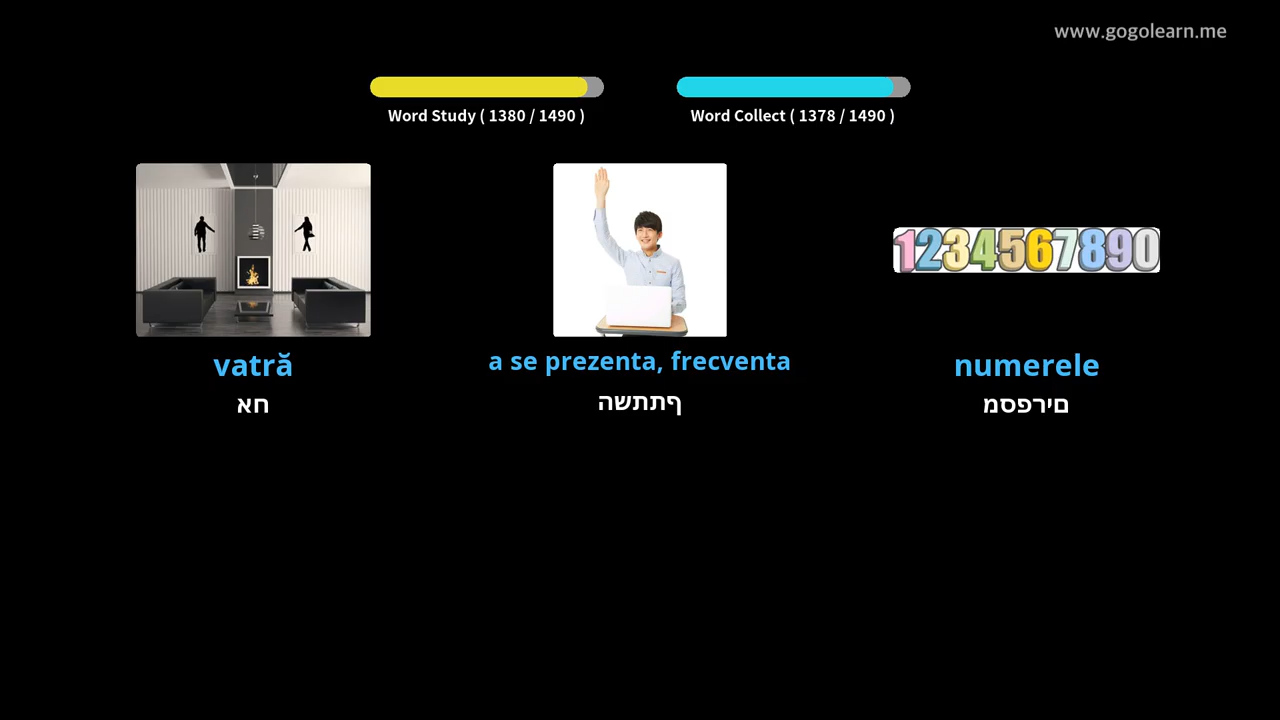 www.gogolearn.me
Word Study ( 1380 / 1490 )
Word Collect ( 1378 / 1490 )
vatră
אח
a se prezenta, frecventa
השתתף
numerele
מספרים